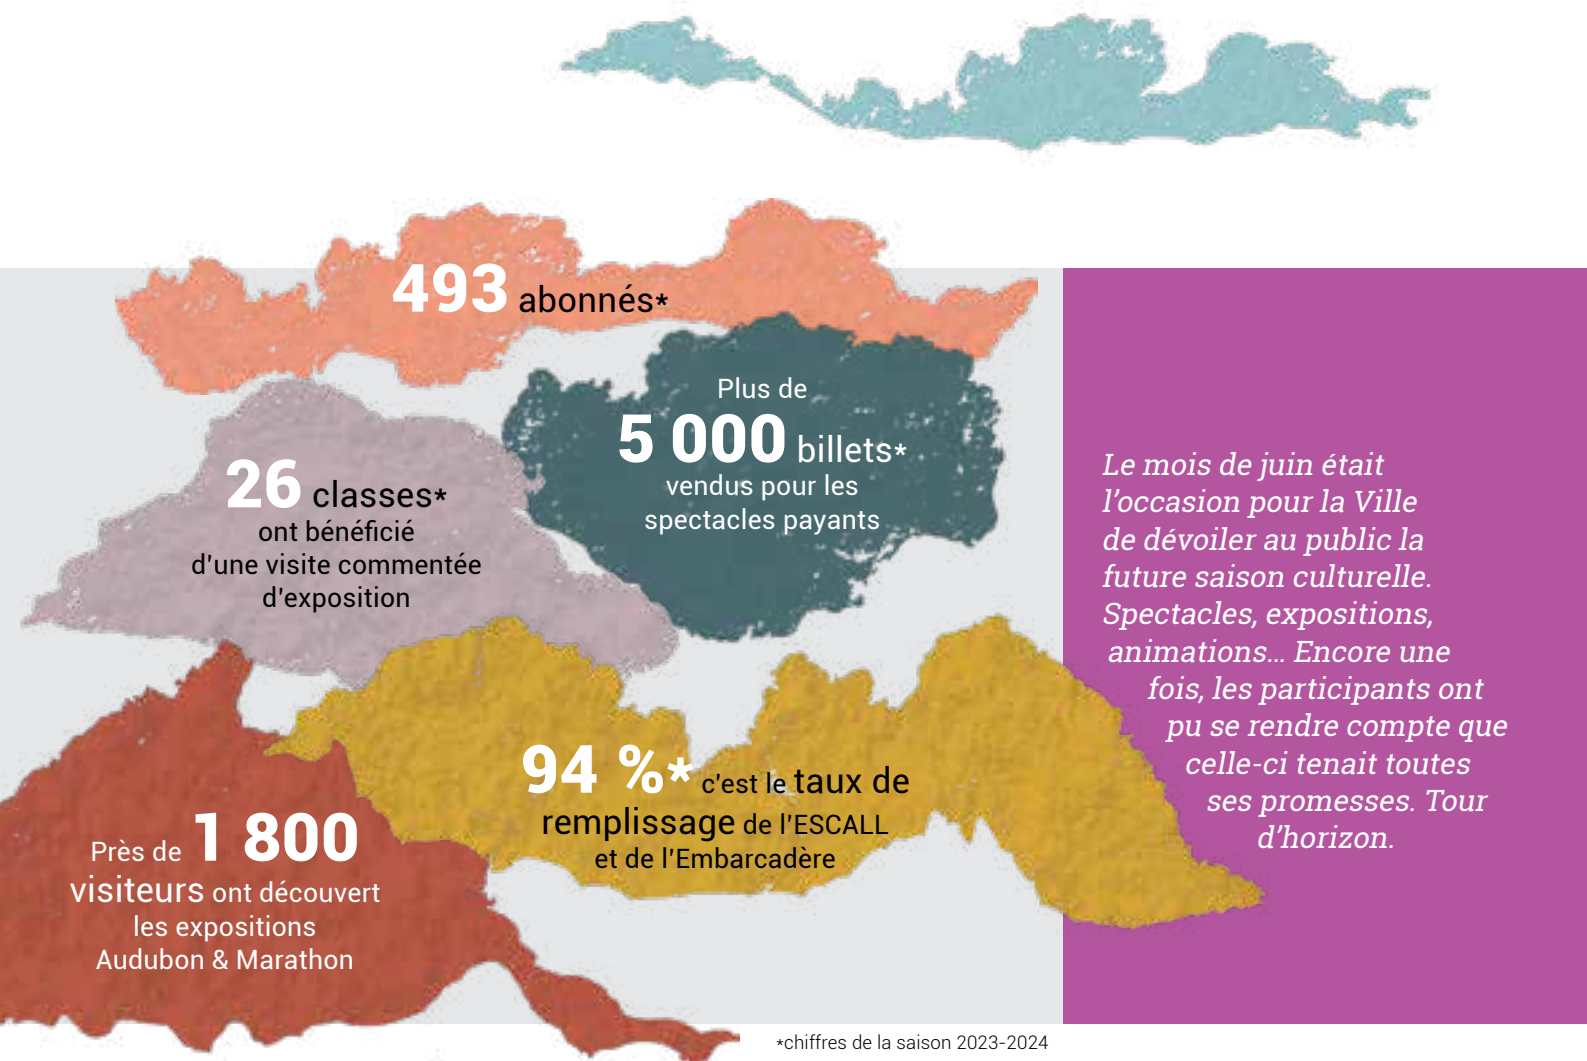 493 abonnés*
Plus de
5 000 billets*
vendus pour les
spectacles payants
26 classes*
ont bénéficié
d'une visite commentée
d'exposition
94 %* c'est le taux de
remplissage de l'ESCALL
et de l'Embarcadère
Près de 1 800
visiteurs ont découvert
les expositions
Audubon & Marathon
Le mois de juin était
l’occasion pour la Ville
de dévoiler au public la
future saison culturelle.
Spectacles, expositions,
animations… Encore une
fois, les participants ont
pu se rendre compte que
celle-ci tenait toutes
ses promesses. Tour
d’horizon.
*chiffres de la saison 2023-2024